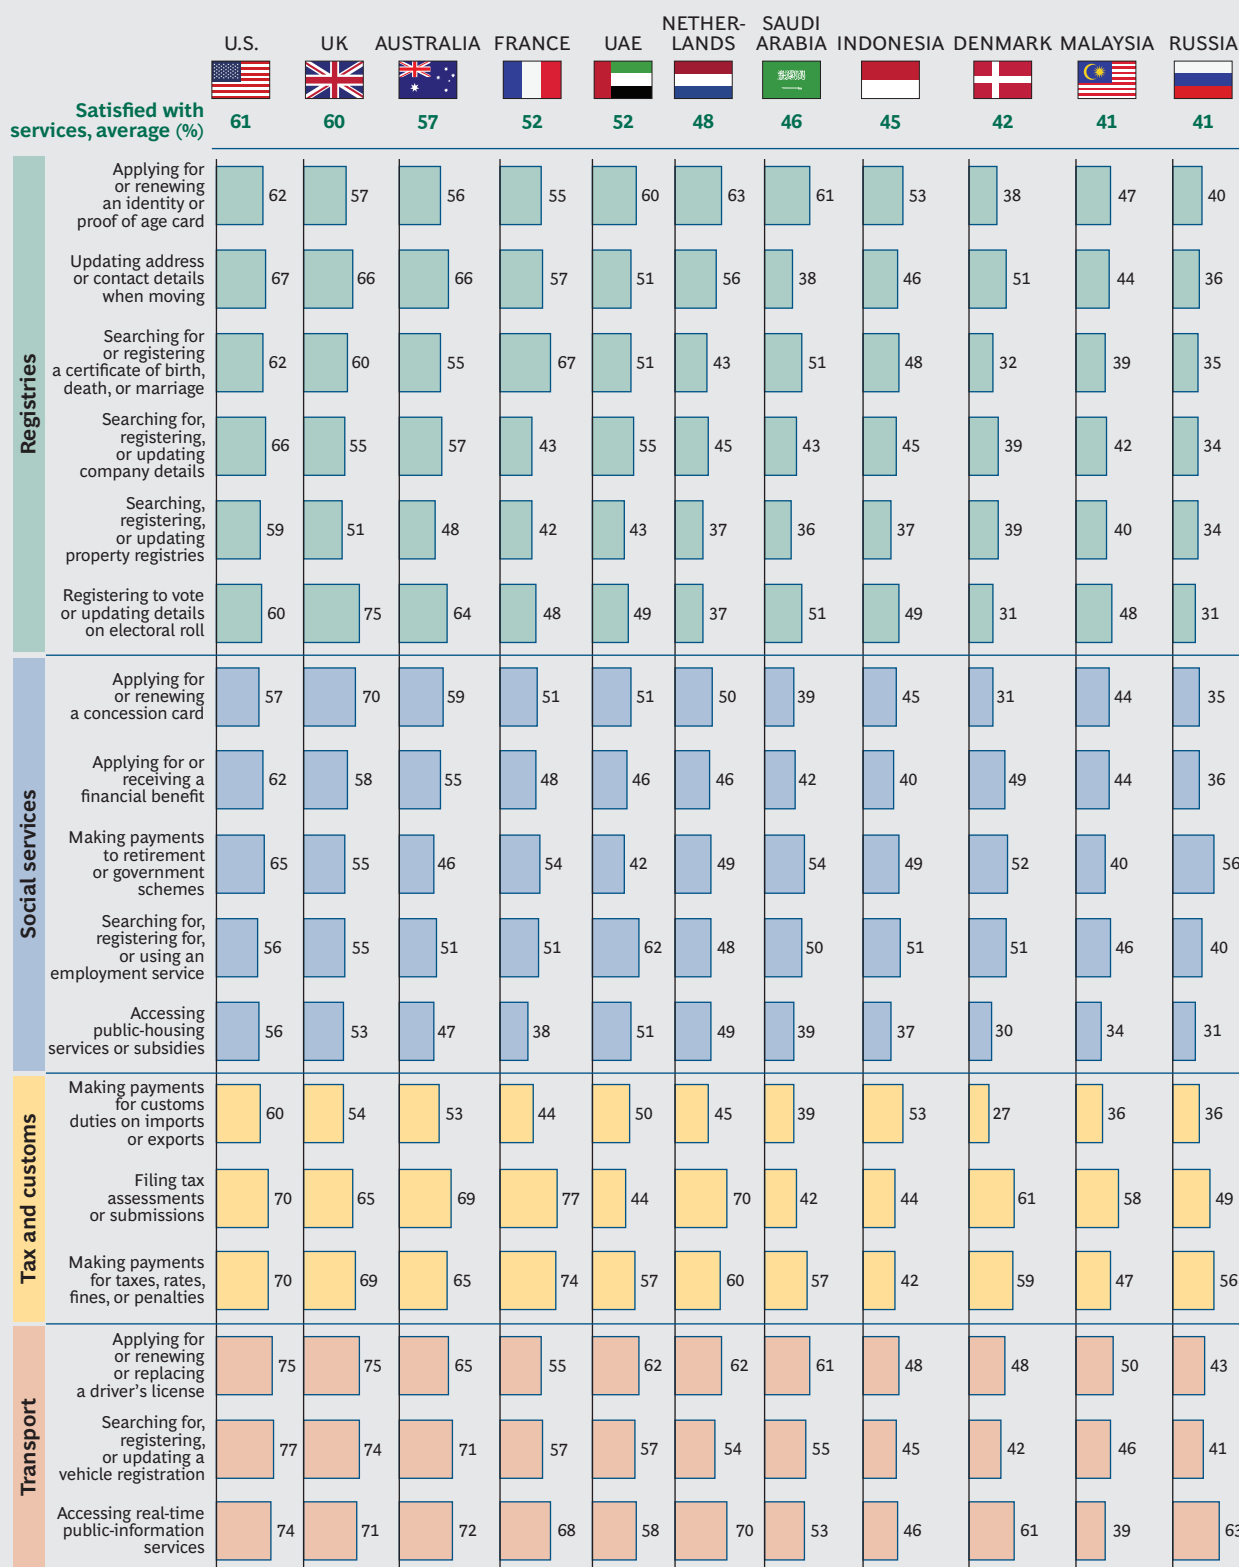 U.S. UK AUSTRALIA FRANCE UAE NETHER-LANDS SAUDI ARABIA INDONESIA DENMARK MALAYSIA RUSSIA
Satisfied with
services, average (%) 61 60 57 52 52 48 46 45 42 41 41
Registries
Applying for
or renewing
an identity or
proof of age card
62 57 56 55 60 63 61 53 38 47 40
Updating address
or contact details
when moving
67 66 66 57 51 56 38 46 51 44 36
Searching for
or registering
a certificate of birth,
death, or marriage
62 60 55 67 51 43 51 48 32 39 35
Searching for,
registering,
or updating
company details
66 55 57 43 55 45 43 45 39 42 34
Searching,
registering,
or updating
property registries
59 51 48 42 43 37 36 37 39 40 34
Registering to vote
or updating details
on electoral roll
60 75 64 48 49 37 51 49 31 48 31
Social services
Applying for
or renewing
a concession card
57 70 59 51 51 50 39 45 31 44 35
Applying for or
receiving a
financial benefit
62 58 55 48 46 46 42 40 49 44 36
Making payments
to retirement
or government
schemes
65 55 46 54 42 49 54 49 52 40 56
Searching for,
registering for,
or using an
employment service
56 55 51 51 62 48 50 51 51 46 40
Accessing
public-housing
services or subsidies
56 53 47 38 51 49 39 37 30 34 31
Tax and customs
Making payments
for customs
duties on imports
or exports
60 54 53 44 50 45 39 53 27 36 36
Filing tax
assessments
or submissions
70 65 69 77 44 70 42 44 61 58 49
Making payments
for taxes, rates,
fines, or penalties
70 69 65 74 57 60 57 42 59 47 56
Transport
Applying for
or renewing
or replacing
a driver's license
75 75 65 55 62 62 61 48 48 50 43
Searching for,
registering,
or updating a
vehicle registration
77 74 71 57 57 54 55 45 42 46 41
Accessing real-time
public-information
services
74 71 72 68 58 70 53 46 61 39 63